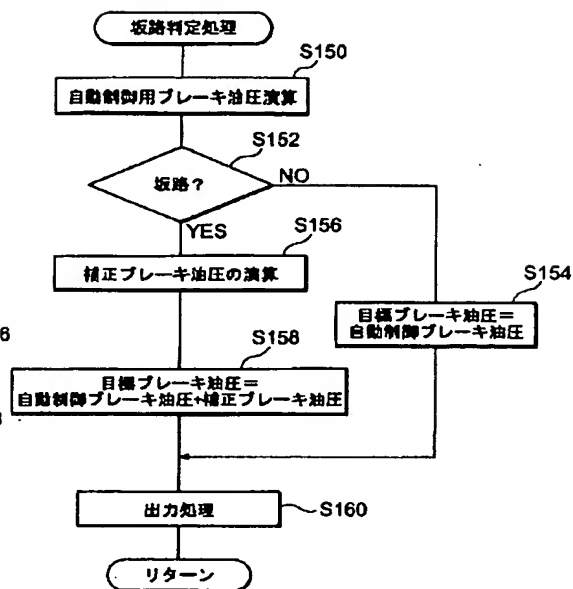 坂路判定処理
S150
自動制御用ブレーキ油圧演算
S152
坂路?
NO
YES
S156
補正ブレーキ油圧の演算
S154
目標ブレーキ油圧=
自動制御ブレーキ油圧
S158
目標ブレーキ油圧=
自動制御ブレーキ油圧+補正ブレーキ油圧
出力処理
S160
リターン